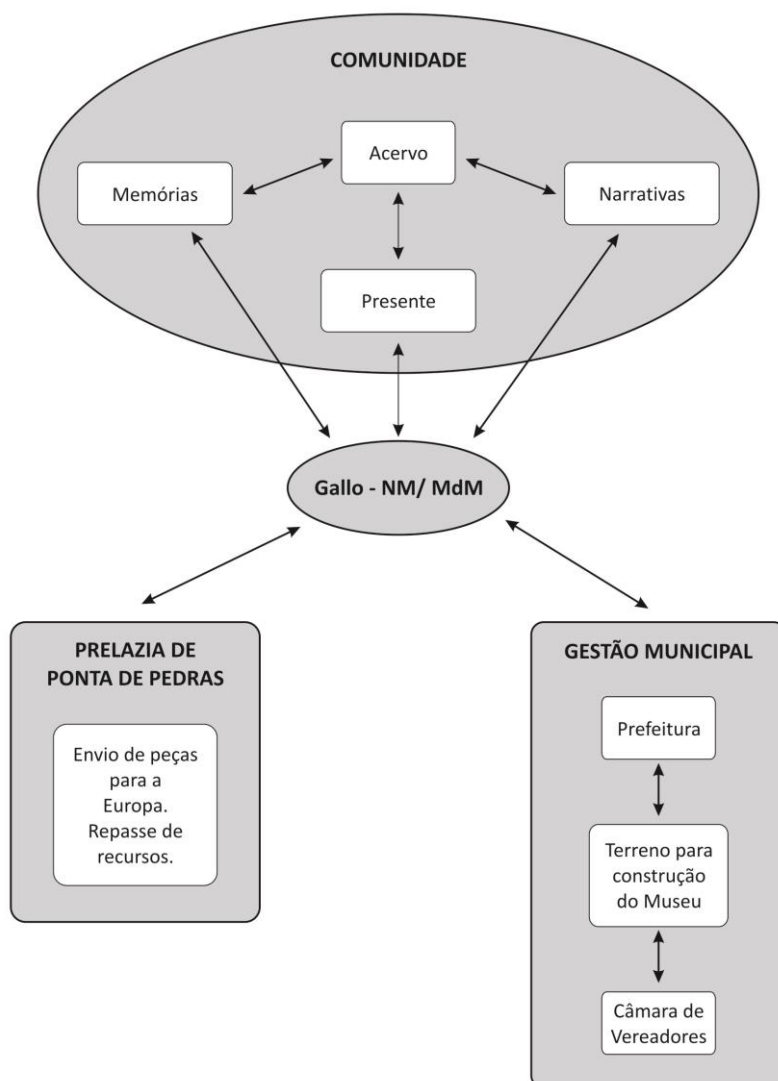 COMUNIDADE
Acervo
Memórias
Narrativas
Presente
Gallo - NM/ MdM
PRELAZIA DE
PONTA DE PEDRAS
Envio de peças
para a
Europa.
Repasse de
recursos.
GESTÃO MUNICIPAL
Prefeitura
Terreno para
construção
do Museu
Câmara de
Vereadores